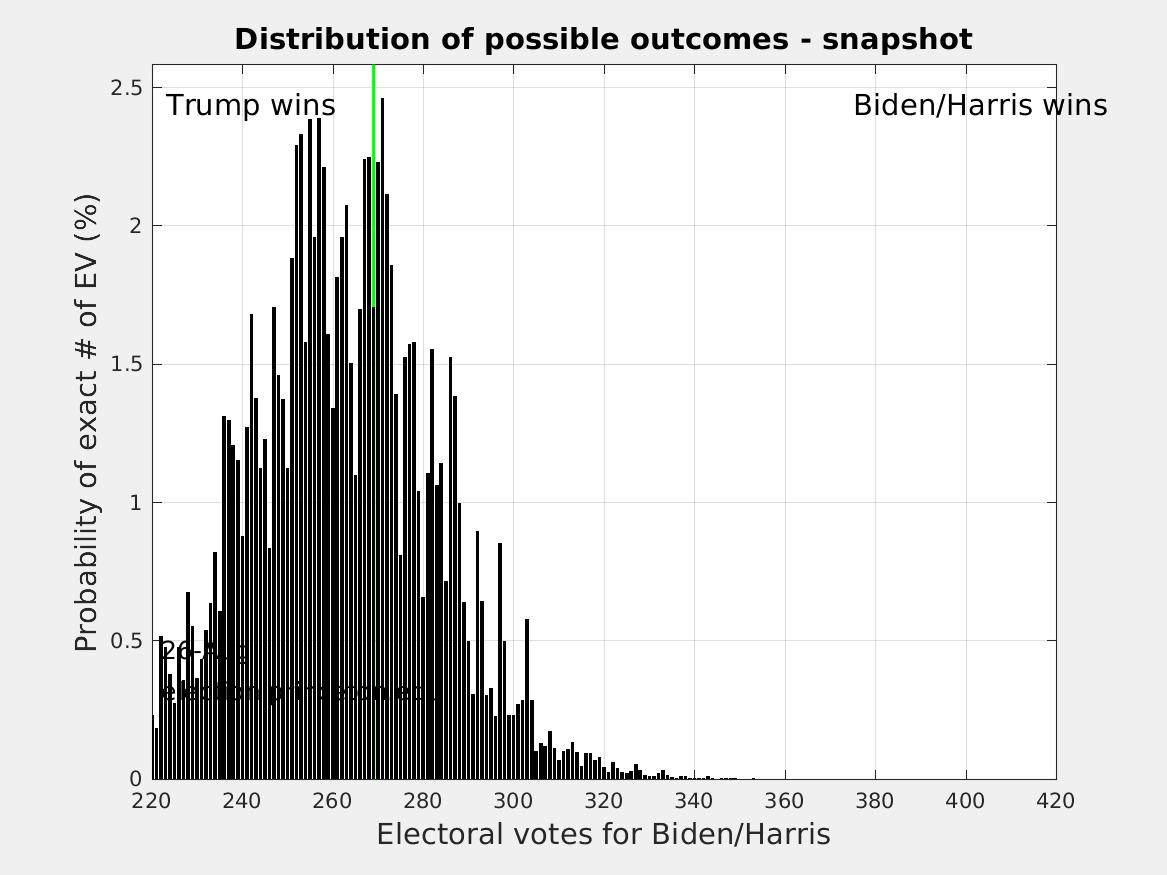 Distribution of possible outcomes - snapshot
Trump wins
Biden/Harris wins
Probability of exact # of EV (%)
2.5
2
1.5
1
0.5
0
26-Aug
220 240 260 280 300 320 340 360 380 400 420
Electoral votes for Biden/Harris